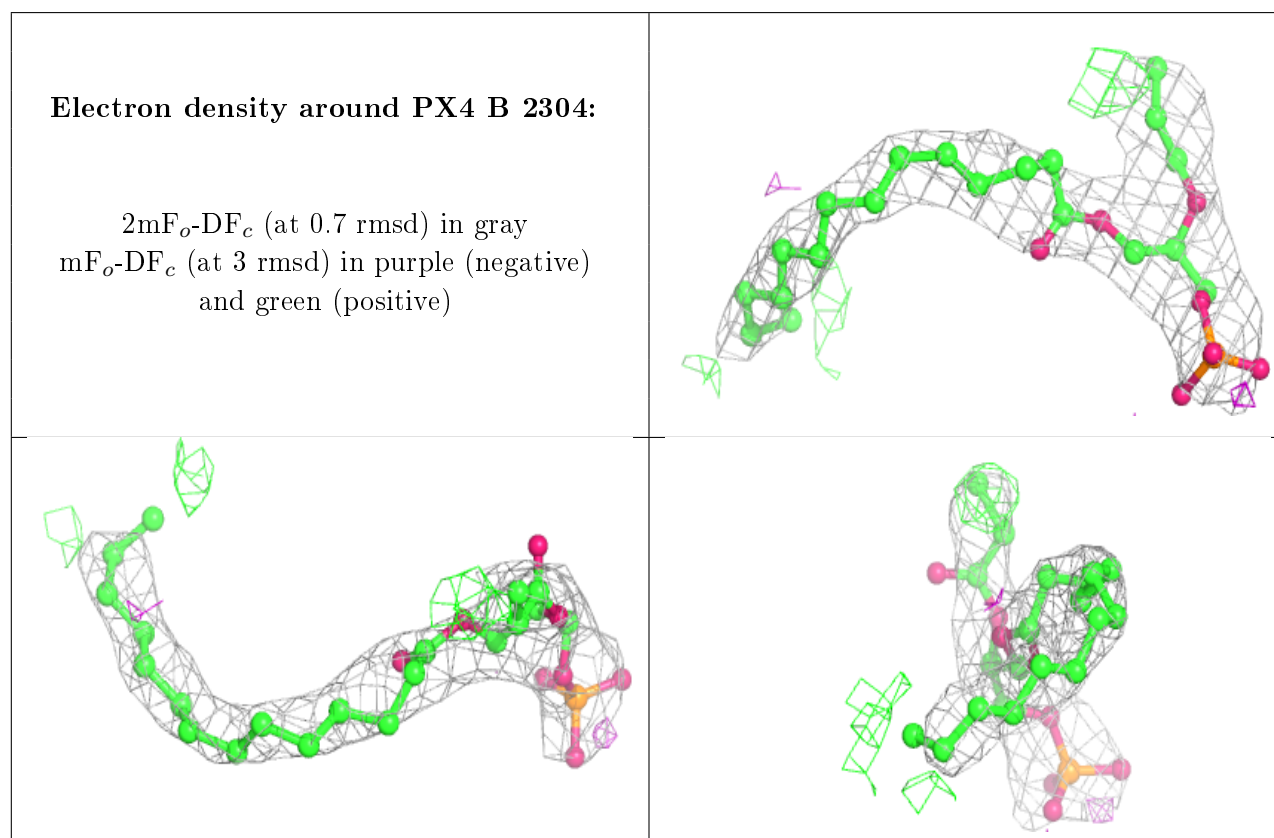 Electron density around PX4 B 2304:
2mFₒ-DF𝒸 (at 0.7 rmsd) in gray
mFₒ-DF𝒸 (at 3 rmsd) in purple (negative)
and green (positive)